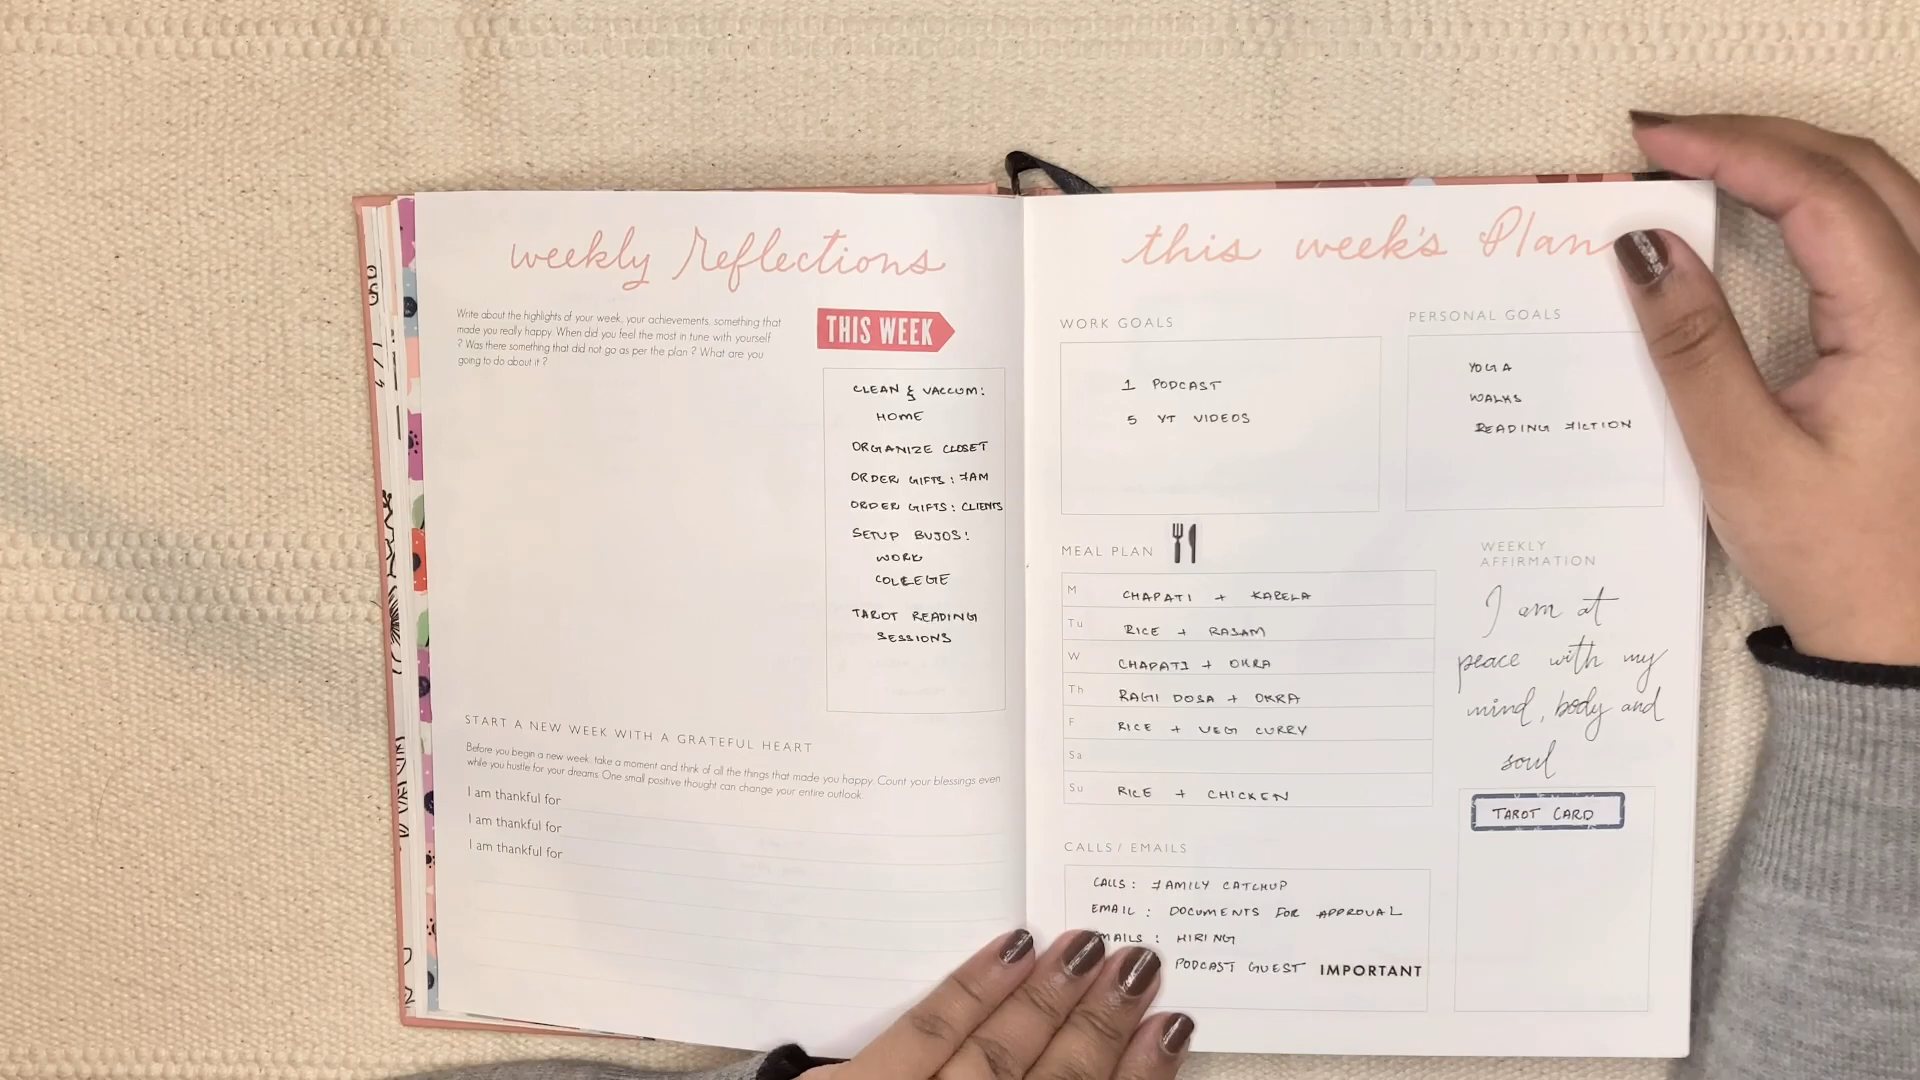 weekly Reflections
Write about the highlights of your week, your achievements, something that
made you really happy. When did you feel the most in tune with yourself
? Was there something that did not go as per the plan ? What are you
going to do about it ?
THIS WEEK
CLEAN & VACCUM:
HOME
ORGANIZE CLOSET
ORDER GIFTS : FAM
ORDER GIFTS : CLIENTS
SETUP BUJOS!
WORK
COLLEGE
TAROT READING
SESSIONS
START A NEW WEEK WITH A GRATEFUL HEART
Before you begin a new week, take a moment and think of all the things that made you happy. Count your blessings even
while you hustle for your dreams. One small positive thought can change your entire outlook.
I am thankful for
I am thankful for
I am thankful for
this week's Plan
WORK GOALS
1 PODCAST
5 YT VIDEOS
PERSONAL GOALS
YOGA
WALKS
READING FICTION
MEAL PLAN
M CHAPATI + KARELA
Tu RICE + RASAM
W CHAPATI + OKRA
Th RAGI DOSA + OKRA
F RICE + VEG CURRY
Sa
Su RICE + CHICKEN
WEEKLY
AFFIRMATION
I am at
peace with my
mind, body and
soul
TAROT CARD
CALLS / EMAILS
CALLS : FAMILY CATCHUP
EMAIL : DOCUMENTS FOR APPROVAL
EMAILS : HIRING
PODCAST GUEST IMPORTANT